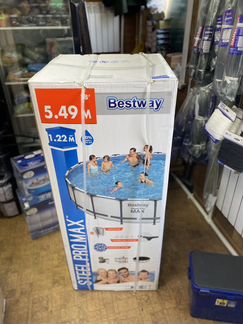 5.49 M
Bestway
1.22 M
Bestway
MAX
STEEL PRO MAX